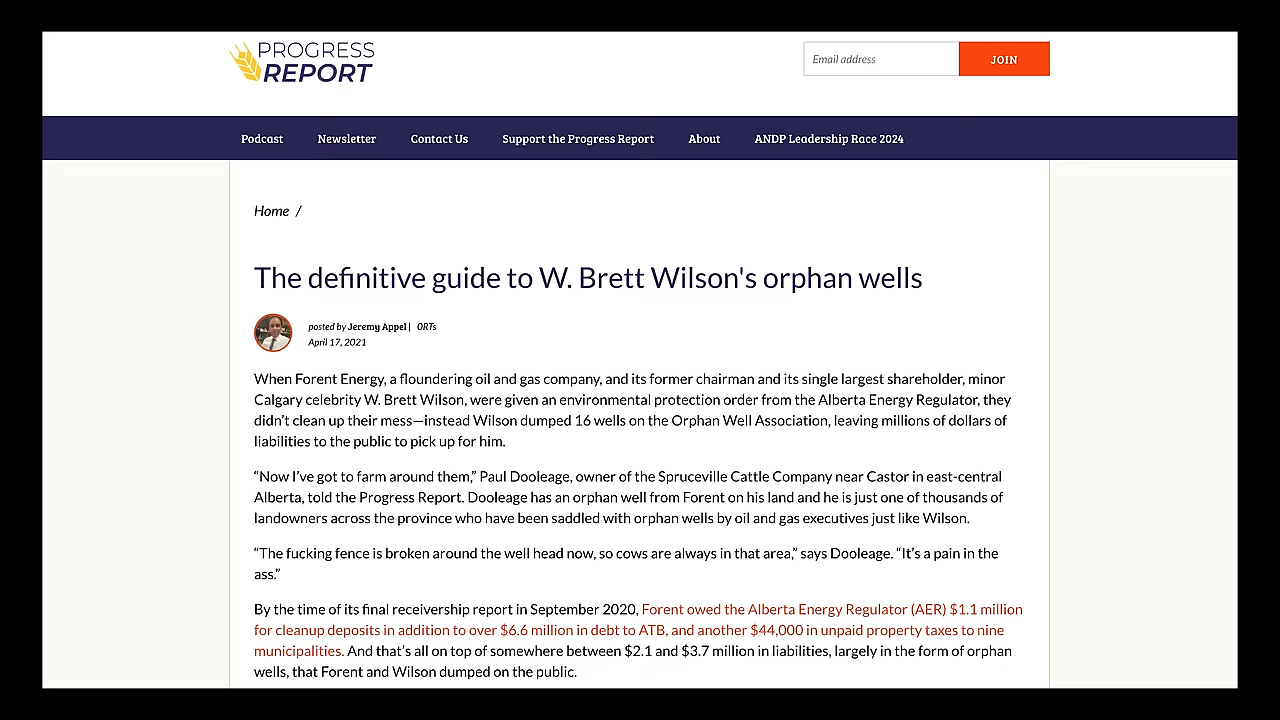 PROGRESS
REPORT
Email address
JOIN
Podcast Newsletter Contact Us Support the Progress Report About ANDP Leadership Race 2024
Home /
The definitive guide to W. Brett Wilson's orphan wells
posted by Jeremy Appel | 0RTs
April 17, 2021
When Forent Energy, a floundering oil and gas company, and its former chairman and its single largest shareholder, minor
Calgary celebrity W. Brett Wilson, were given an environmental protection order from the Alberta Energy Regulator, they
didn’t clean up their mess—instead Wilson dumped 16 wells on the Orphan Well Association, leaving millions of dollars of
liabilities to the public to pick up for him.
“Now I’ve got to farm around them,” Paul Dooleage, owner of the Spruceville Cattle Company near Castor in east-central
Alberta, told the Progress Report. Dooleage has an orphan well from Forent on his land and he is just one of thousands of
landowners across the province who have been saddled with orphan wells by oil and gas executives just like Wilson.
“The fucking fence is broken around the well head now, so cows are always in that area,” says Dooleage. “It’s a pain in the
ass.”
By the time of its final receivership report in September 2020, Forent owed the Alberta Energy Regulator (AER) $1.1 million
for cleanup deposits in addition to over $6.6 million in debt to ATB, and another $44,000 in unpaid property taxes to nine
municipalities. And that’s all on top of somewhere between $2.1 and $3.7 million in liabilities, largely in the form of orphan
wells, that Forent and Wilson dumped on the public.